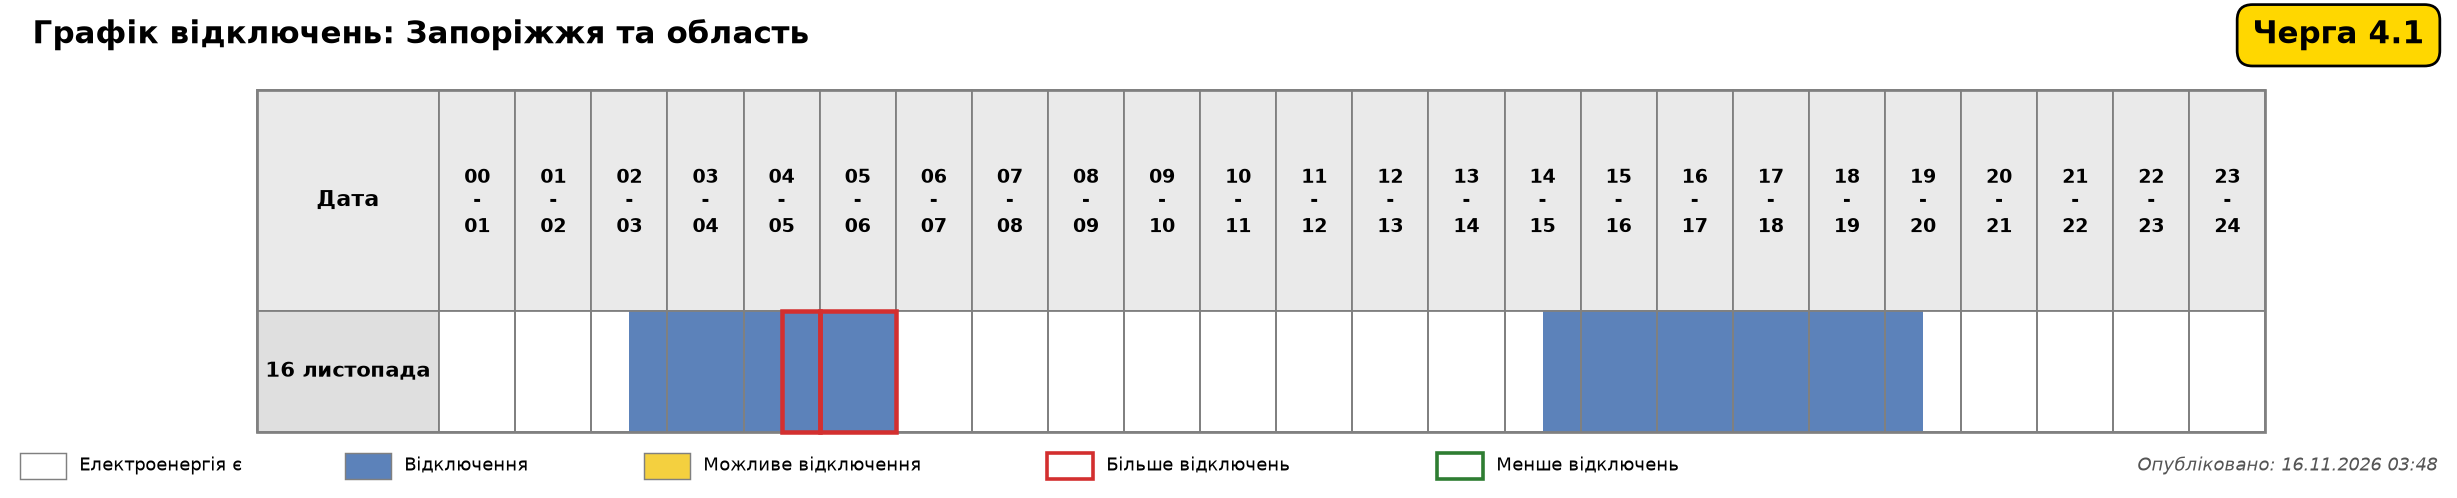 Графік відключень: Запоріжжя та область
Черга 4.1
Дата
00 - 01
01 - 02
02 - 03
03 - 04
04 - 05
05 - 06
06 - 07
07 - 08
08 - 09
09 - 10
10 - 11
11 - 12
12 - 13
13 - 14
14 - 15
15 - 16
16 - 17
17 - 18
18 - 19
19 - 20
20 - 21
21 - 22
22 - 23
23 - 24
16 листопада
Електроенергія є
Відключення
Можливе відключення
Більше відключень
Менше відключень
Опубліковано: 16.11.2026 03:48